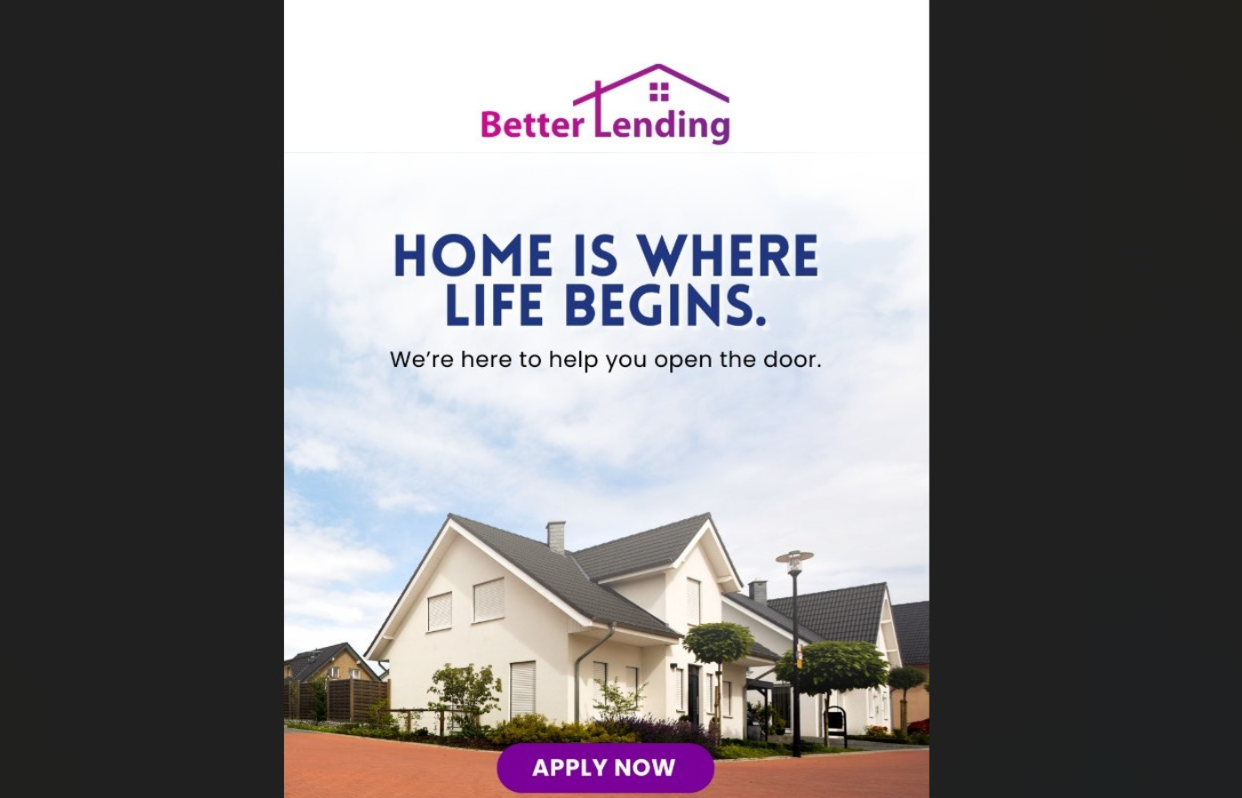 Better Lending
HOME IS WHERE
LIFE BEGINS.
We’re here to help you open the door.
APPLY NOW